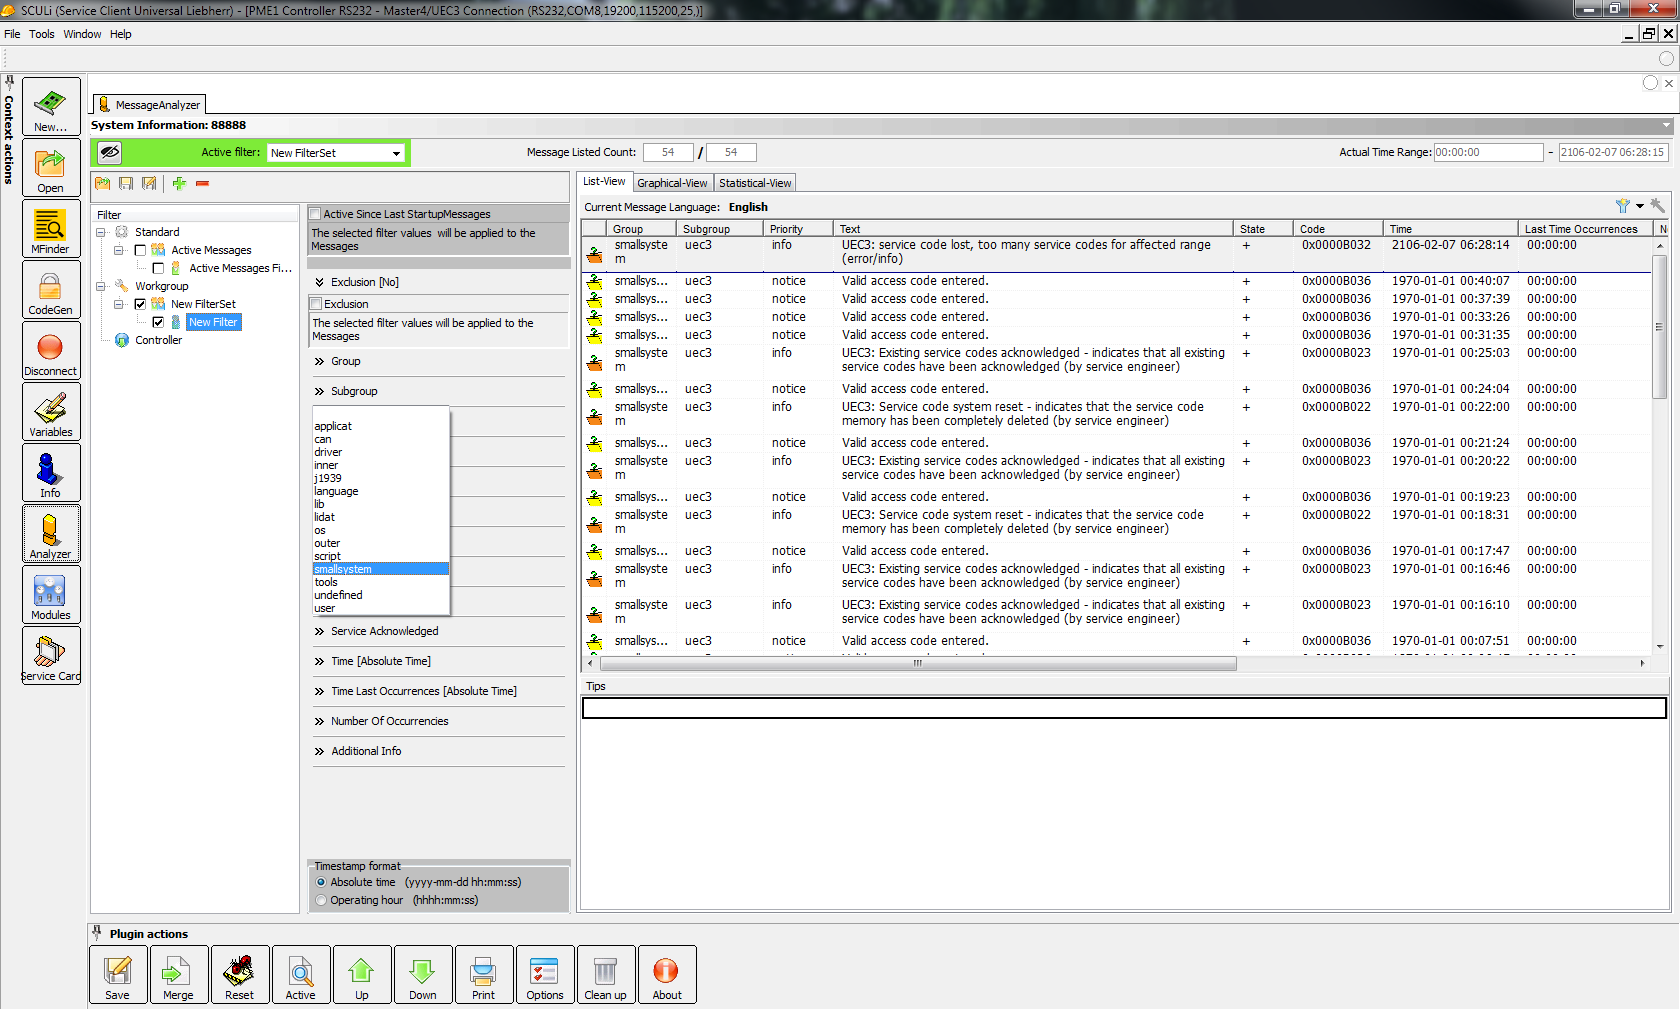 SCULi (Service Client Universal Liebherr) - [PME1 Controller RS232 - Master4/UEC3 Connection (RS232,COM8,19200,115200,25,)]
File Tools Window Help
Context actions
New...
Open
MFinder
CodeGen
Disconnect
Variables
Info
Analyzer
Modules
Service Card
MessageAnalyzer
System Information: 88888
Active filter: New FilterSet
Message Listed Count: 54 / 54
Actual Time Range: 00:00:00 - 2106-02-07 06:28:15
Filter
Standard
Active Messages
Active Messages Fi...
Workgroup
New FilterSet
New Filter
Controller
Active Since Last StartupMessages
The selected filter values will be applied to the
Messages
Exclusion [No]
Exclusion
The selected filter values will be applied to the
Messages
Group
Subgroup
applicat
can
driver
inner
j1939
language
lib
lidat
os
outer
script
smallsystem
tools
undefined
user
Service Acknowledged
Time [Absolute Time]
Time Last Occurrences [Absolute Time]
Number Of Occurrencies
Additional Info
Timestamp format
Absolute time (yyyy-mm-dd hh:mm:ss)
Operating hour (hhhh:mm:ss)
List-View Graphical-View Statistical-View
Current Message Language: English
Group Subgroup Priority Text State Code Time Last Time Occurrences
smallsyste uec3 info UEC3: service code lost, too many service codes for affected range + 0x0000B032 2106-02-07 06:28:14 00:00:00
m (error/info)
smallsys... uec3 notice Valid access code entered. + 0x0000B036 1970-01-01 00:40:07 00:00:00
smallsys... uec3 notice Valid access code entered. + 0x0000B036 1970-01-01 00:37:39 00:00:00
smallsys... uec3 notice Valid access code entered. + 0x0000B036 1970-01-01 00:33:26 00:00:00
smallsys... uec3 notice Valid access code entered. + 0x0000B036 1970-01-01 00:31:35 00:00:00
smallsyste uec3 info UEC3: Existing service codes acknowledged - indicates that all existing + 0x0000B023 1970-01-01 00:25:03 00:00:00
m service codes have been acknowledged (by service engineer)
smallsys... uec3 notice Valid access code entered. + 0x0000B036 1970-01-01 00:24:04 00:00:00
smallsyste uec3 info UEC3: Service code system reset - indicates that the service code + 0x0000B022 1970-01-01 00:22:00 00:00:00
m memory has been completely deleted (by service engineer)
smallsys... uec3 notice Valid access code entered. + 0x0000B036 1970-01-01 00:21:24 00:00:00
smallsyste uec3 info UEC3: Existing service codes acknowledged - indicates that all existing + 0x0000B023 1970-01-01 00:20:22 00:00:00
m service codes have been acknowledged (by service engineer)
smallsys... uec3 notice Valid access code entered. + 0x0000B036 1970-01-01 00:19:23 00:00:00
smallsyste uec3 info UEC3: Service code system reset - indicates that the service code + 0x0000B022 1970-01-01 00:18:31 00:00:00
m memory has been completely deleted (by service engineer)
smallsys... uec3 notice Valid access code entered. + 0x0000B036 1970-01-01 00:17:47 00:00:00
smallsyste uec3 info UEC3: Existing service codes acknowledged - indicates that all existing + 0x0000B023 1970-01-01 00:16:46 00:00:00
m service codes have been acknowledged (by service engineer)
smallsyste uec3 info UEC3: Existing service codes acknowledged - indicates that all existing + 0x0000B023 1970-01-01 00:16:10 00:00:00
m service codes have been acknowledged (by service engineer)
smallsys... uec3 notice Valid access code entered. + 0x0000B036 1970-01-01 00:07:51 00:00:00
Tips
Plugin actions
Save Merge Reset Active Up Down Print Options Clean up About